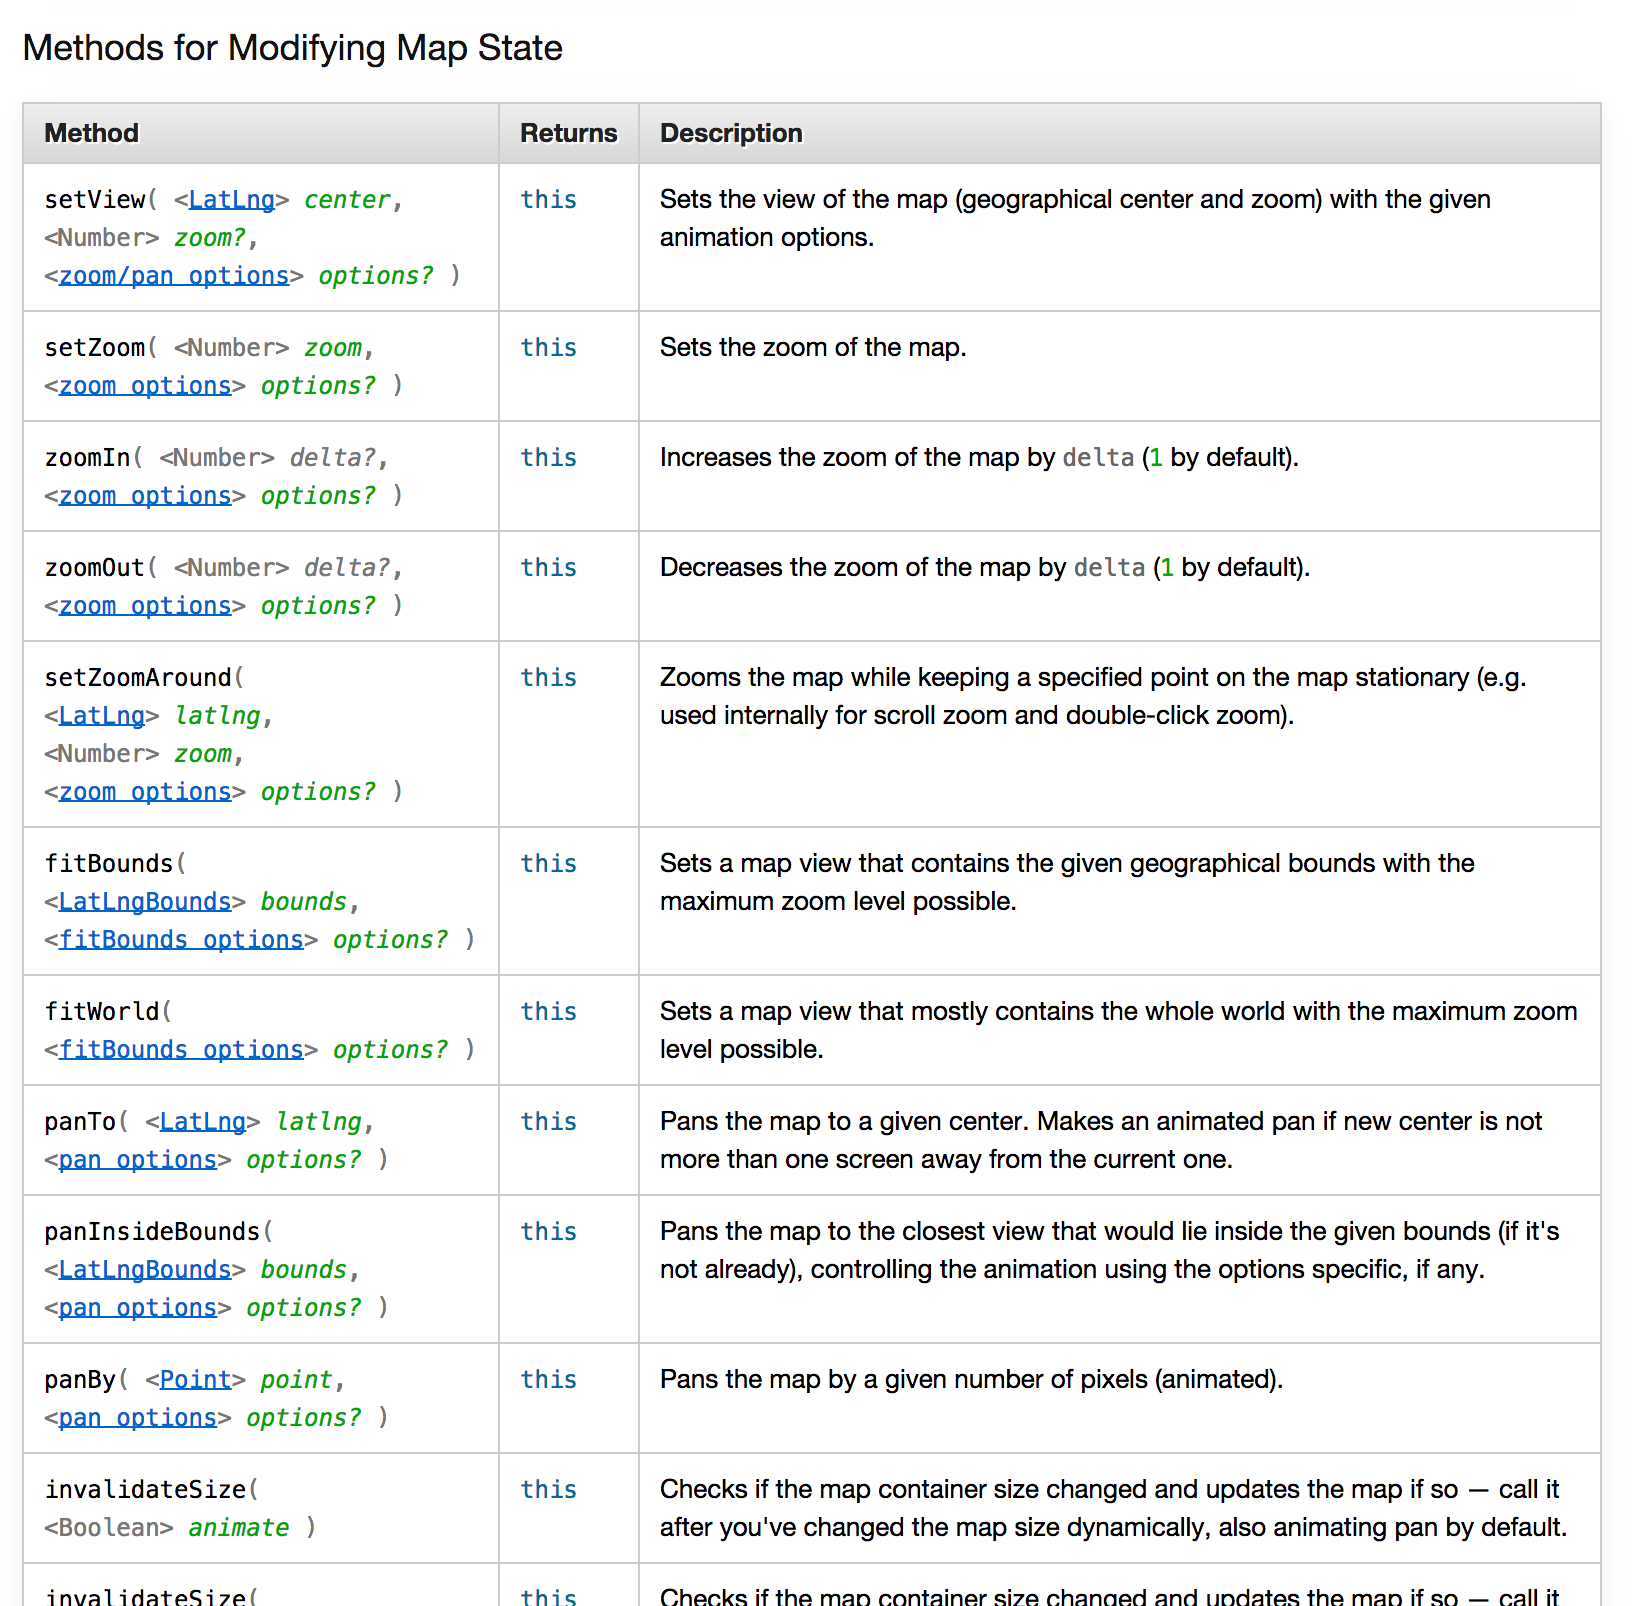 Methods for Modifying Map State
Method Returns Description
setView( <LatLng> center, this Sets the view of the map (geographical center and zoom) with the given
<Number> zoom?, animation options.
<zoom/pan options> options? )
setZoom( <Number> zoom, this Sets the zoom of the map.
<zoom options> options? )
zoomIn( <Number> delta?, this Increases the zoom of the map by delta (1 by default).
<zoom options> options? )
zoomOut( <Number> delta?, this Decreases the zoom of the map by delta (1 by default).
<zoom options> options? )
setZoomAround( this Zooms the map while keeping a specified point on the map stationary (e.g.
<LatLng> latlng, used internally for scroll zoom and double-click zoom).
<Number> zoom,
<zoom options> options? )
fitBounds( this Sets a map view that contains the given geographical bounds with the
<LatLngBounds> bounds, maximum zoom level possible.
<fitBounds options> options? )
fitWorld( this Sets a map view that mostly contains the whole world with the maximum zoom
<fitBounds options> options? ) level possible.
panTo( <LatLng> latlng, this Pans the map to a given center. Makes an animated pan if new center is not
<pan options> options? ) more than one screen away from the current one.
panInsideBounds( this Pans the map to the closest view that would lie inside the given bounds (if it's
<LatLngBounds> bounds, not already), controlling the animation using the options specific, if any.
<pan options> options? )
panBy( <Point> point, this Pans the map by a given number of pixels (animated).
<pan options> options? )
invalidateSize( this Checks if the map container size changed and updates the map if so — call it
<Boolean> animate ) after you've changed the map size dynamically, also animating pan by default.
invalidateSize( this Checks if the map container size changed and updates the map if so — call it